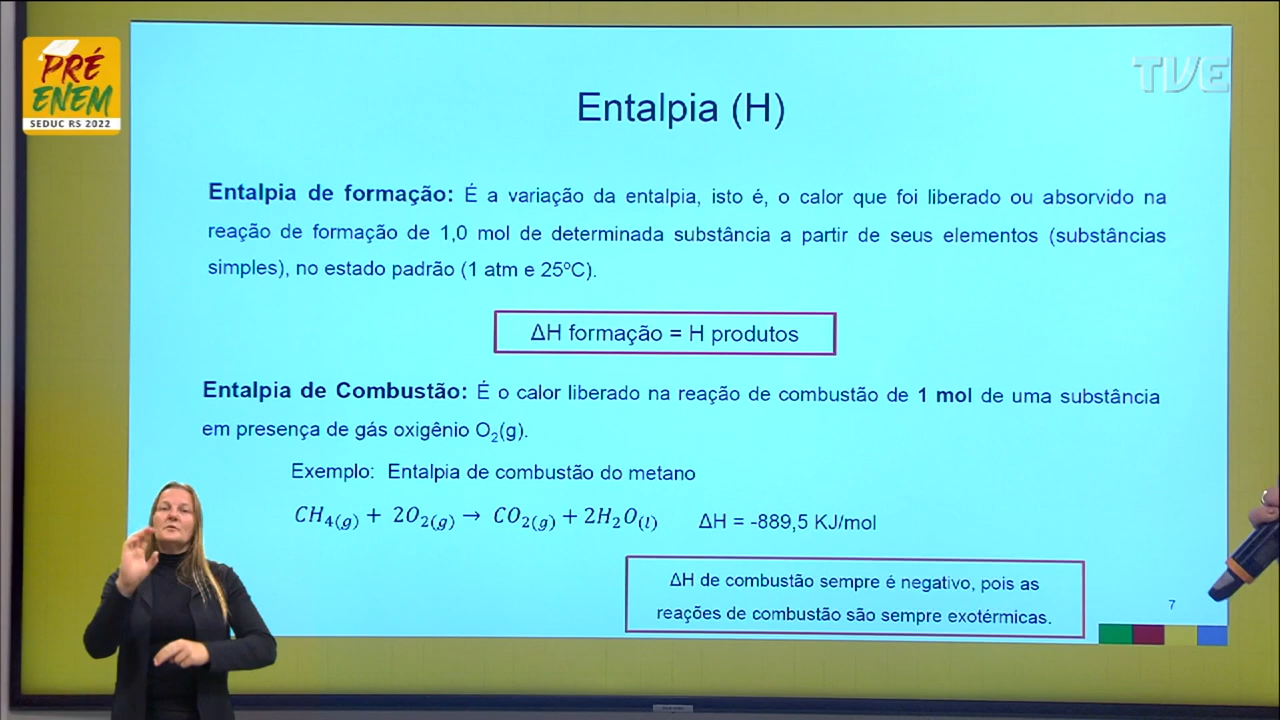 PRÉ
ENEM
SEDUC RS 2022
TVE
Entalpia (H)
Entalpia de formação: É a variação da entalpia, isto é, o calor que foi liberado ou absorvido na
reação de formação de 1,0 mol de determinada substância a partir de seus elementos (substâncias
simples), no estado padrão (1 atm e 25ºC).
ΔH formação = H produtos
Entalpia de Combustão: É o calor liberado na reação de combustão de 1 mol de uma substância
em presença de gás oxigênio O₂(g).
Exemplo: Entalpia de combustão do metano
CH₄₍g₎ + 2O₂₍g₎ → CO₂₍g₎ + 2H₂O₍l₎ ΔH = -889,5 KJ/mol
ΔH de combustão sempre é negativo, pois as
reações de combustão são sempre exotérmicas.
7